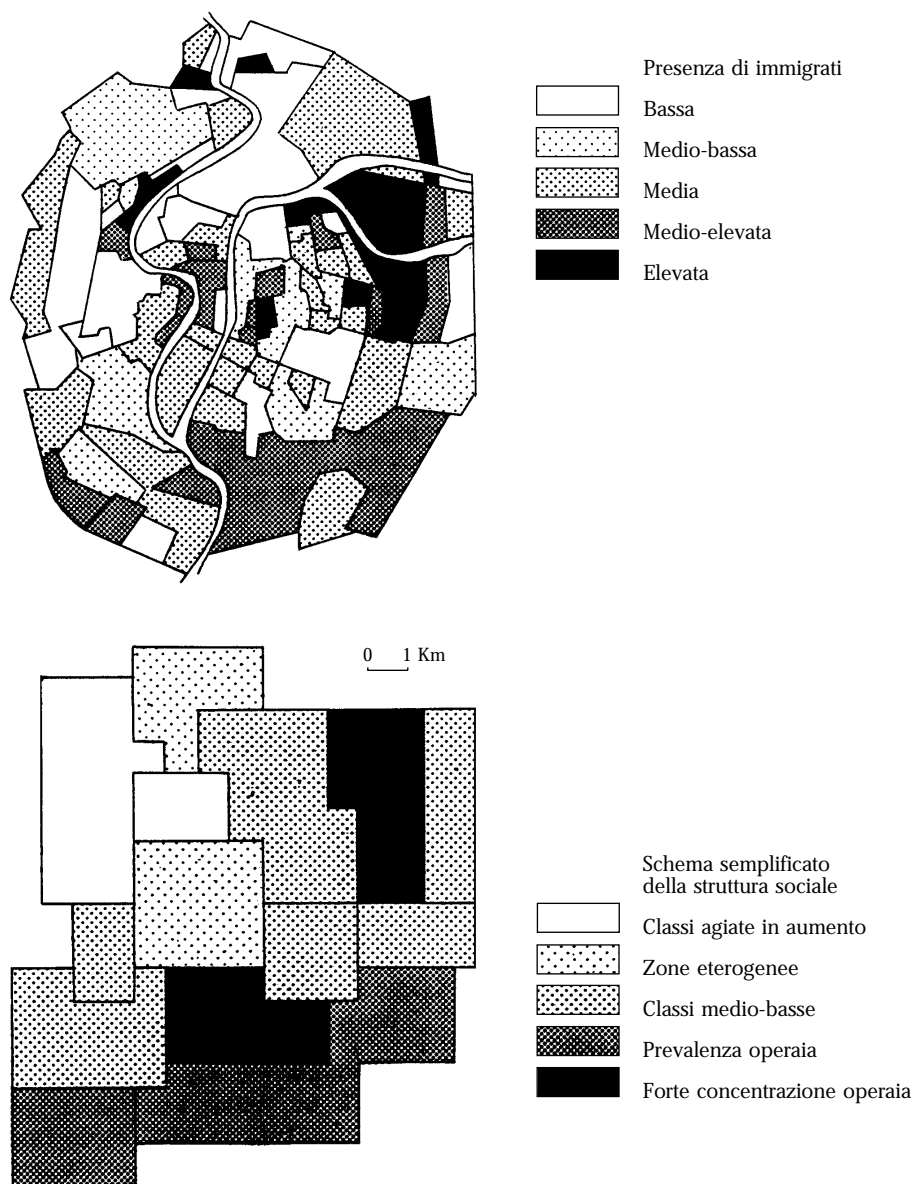 Presenza di immigrati
Bassa
Medio-bassa
Media
Medio-elevata
Elevata
0 1 Km
Schema semplificato
della struttura sociale
Classi agiate in aumento
Zone eterogenee
Classi medio-basse
Prevalenza operaia
Forte concentrazione operaia